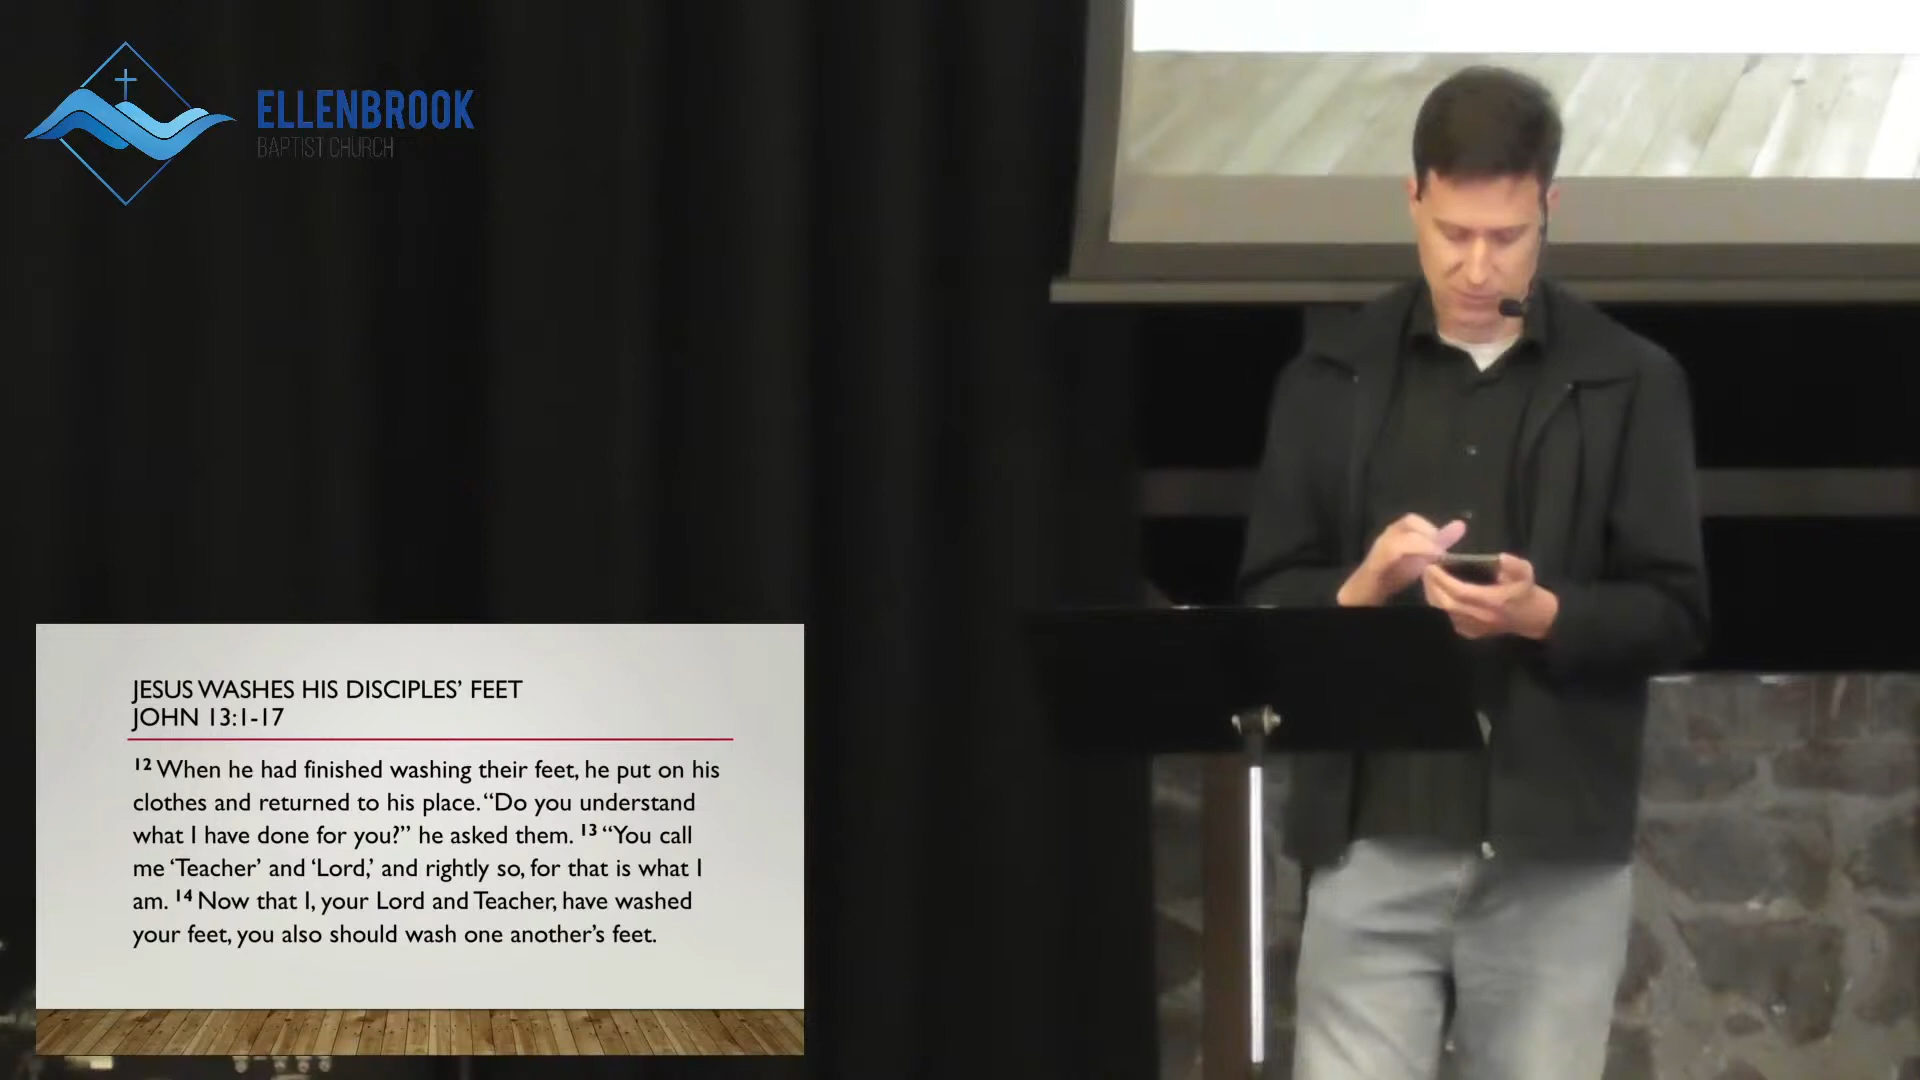 ELLENBROOK
BAPTIST CHURCH
JESUS WASHES HIS DISCIPLES’ FEET
JOHN 13:1-17
12 When he had finished washing their feet, he put on his
clothes and returned to his place. “Do you understand
what I have done for you?” he asked them. 13 “You call
me ‘Teacher’ and ‘Lord,’ and rightly so, for that is what I
am. 14 Now that I, your Lord and Teacher, have washed
your feet, you also should wash one another’s feet.